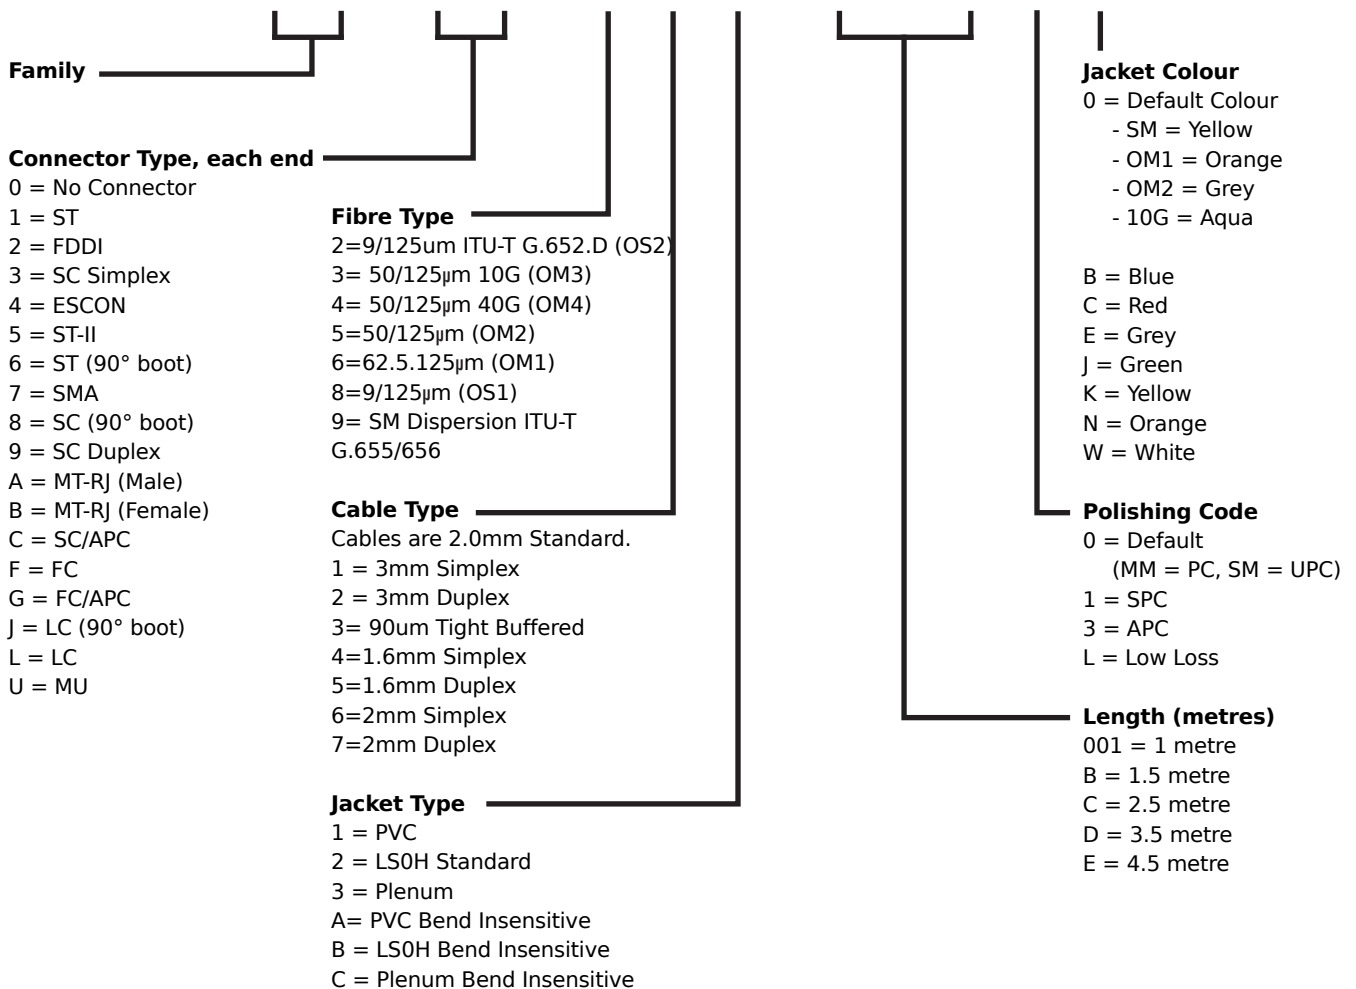 Family
Connector Type, each end
0 = No Connector
1 = ST
2 = FDDI
3 = SC Simplex
4 = ESCON
5 = ST-II
6 = ST (90° boot)
7 = SMA
8 = SC (90° boot)
9 = SC Duplex
A = MT-RJ (Male)
B = MT-RJ (Female)
C = SC/APC
F = FC
G = FC/APC
J = LC (90° boot)
L = LC
U = MU
Fibre Type
2=9/125um ITU-T G.652.D (OS2)
3= 50/125µm 10G (OM3)
4= 50/125µm 40G (OM4)
5=50/125µm (OM2)
6=62.5.125µm (OM1)
8=9/125µm (OS1)
9= SM Dispersion ITU-T
G.655/656
Cable Type
Cables are 2.0mm Standard.
1 = 3mm Simplex
2 = 3mm Duplex
3= 90um Tight Buffered
4=1.6mm Simplex
5=1.6mm Duplex
6=2mm Simplex
7=2mm Duplex
Jacket Type
1 = PVC
2 = LS0H Standard
3 = Plenum
A= PVC Bend Insensitive
B = LS0H Bend Insensitive
C = Plenum Bend Insensitive
Jacket Colour
0 = Default Colour
- SM = Yellow
- OM1 = Orange
- OM2 = Grey
- 10G = Aqua
B = Blue
C = Red
E = Grey
J = Green
K = Yellow
N = Orange
W = White
Polishing Code
0 = Default
(MM = PC, SM = UPC)
1 = SPC
3 = APC
L = Low Loss
Length (metres)
001 = 1 metre
B = 1.5 metre
C = 2.5 metre
D = 3.5 metre
E = 4.5 metre